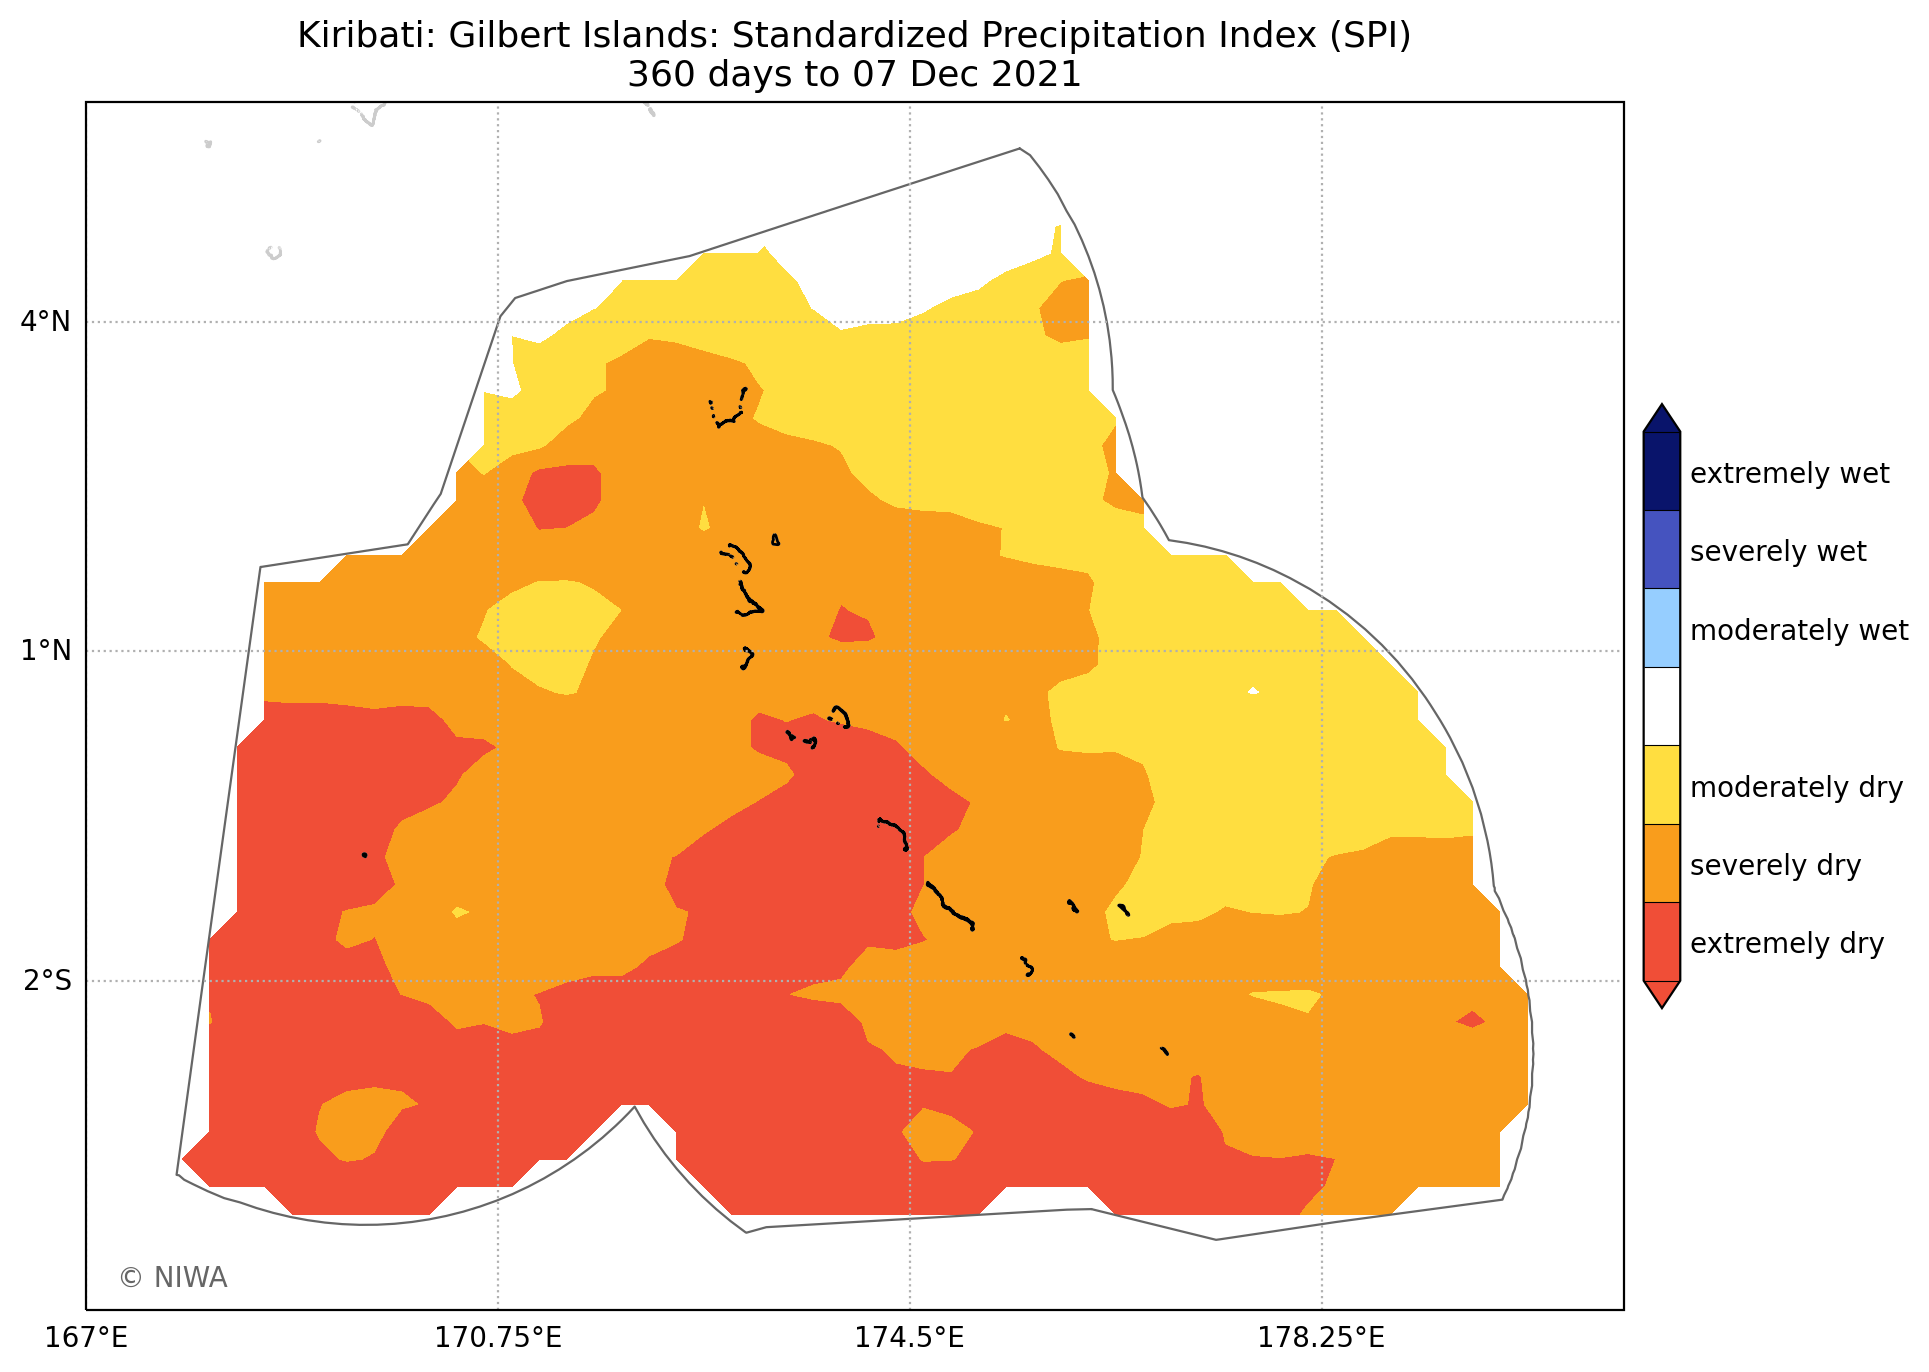 Kiribati: Gilbert Islands: Standardized Precipitation Index (SPI)
360 days to 07 Dec 2021
4°N
1°N
2°S
167°E
170.75°E
174.5°E
178.25°E
extremely wet
severely wet
moderately wet
moderately dry
severely dry
extremely dry
© NIWA